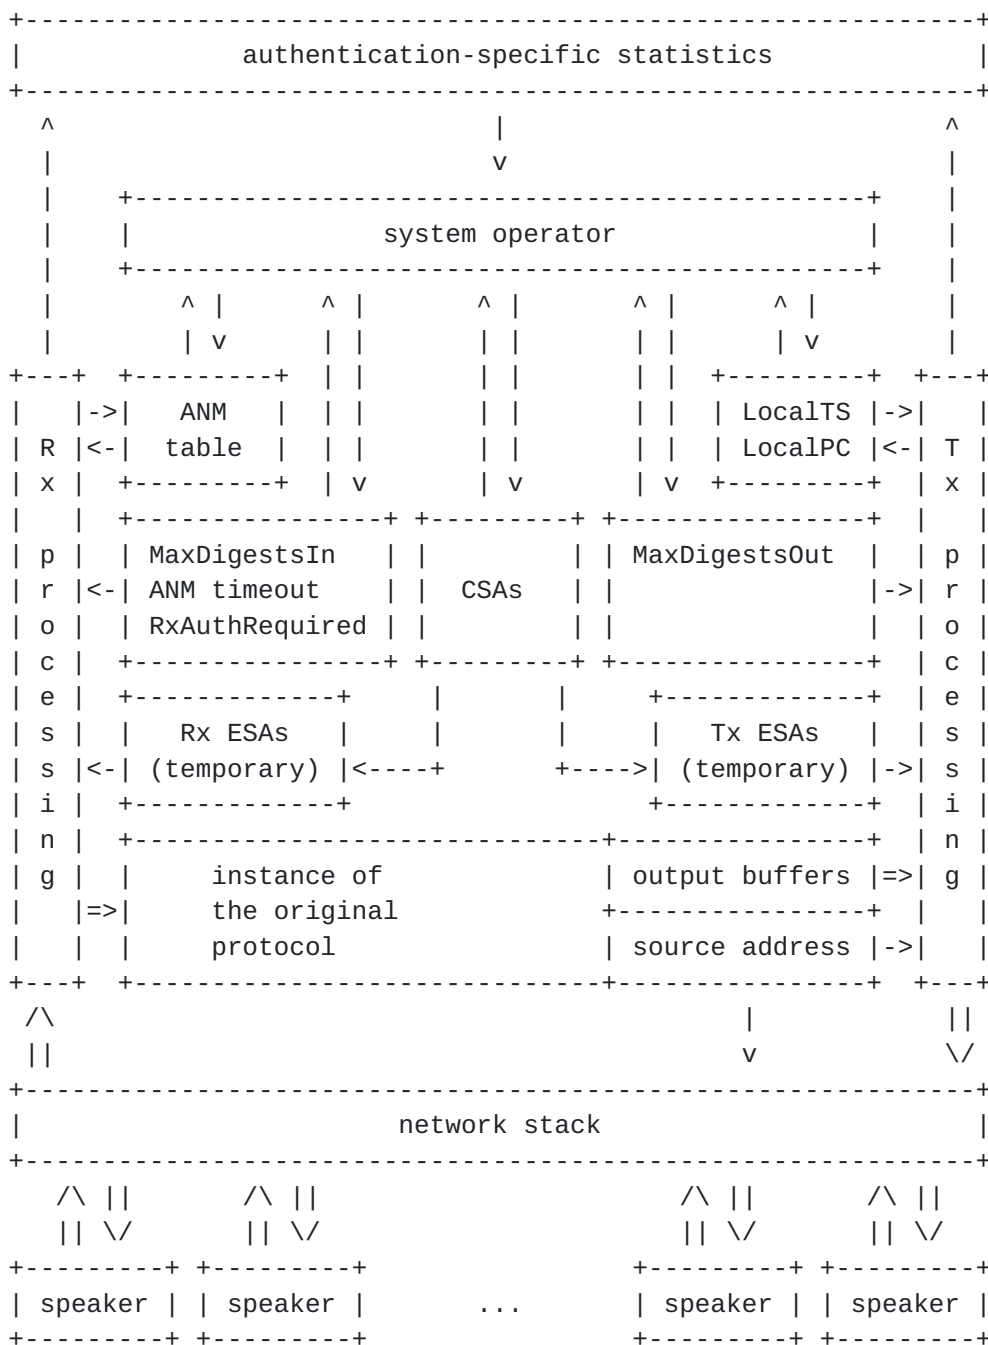 authentication-specific statistics
system operator
ANM LocalTS
R table LocalPC T
x x
p MaxDigestsIn MaxDigestsOut p
r ANM timeout CSAs r
o RxAuthRequired o
c c
e e
s Rx ESAs Tx ESAs s
s (temporary) (temporary) s
i i
n n
g instance of output buffers g
the original
protocol source address
network stack
speaker speaker ... speaker speaker